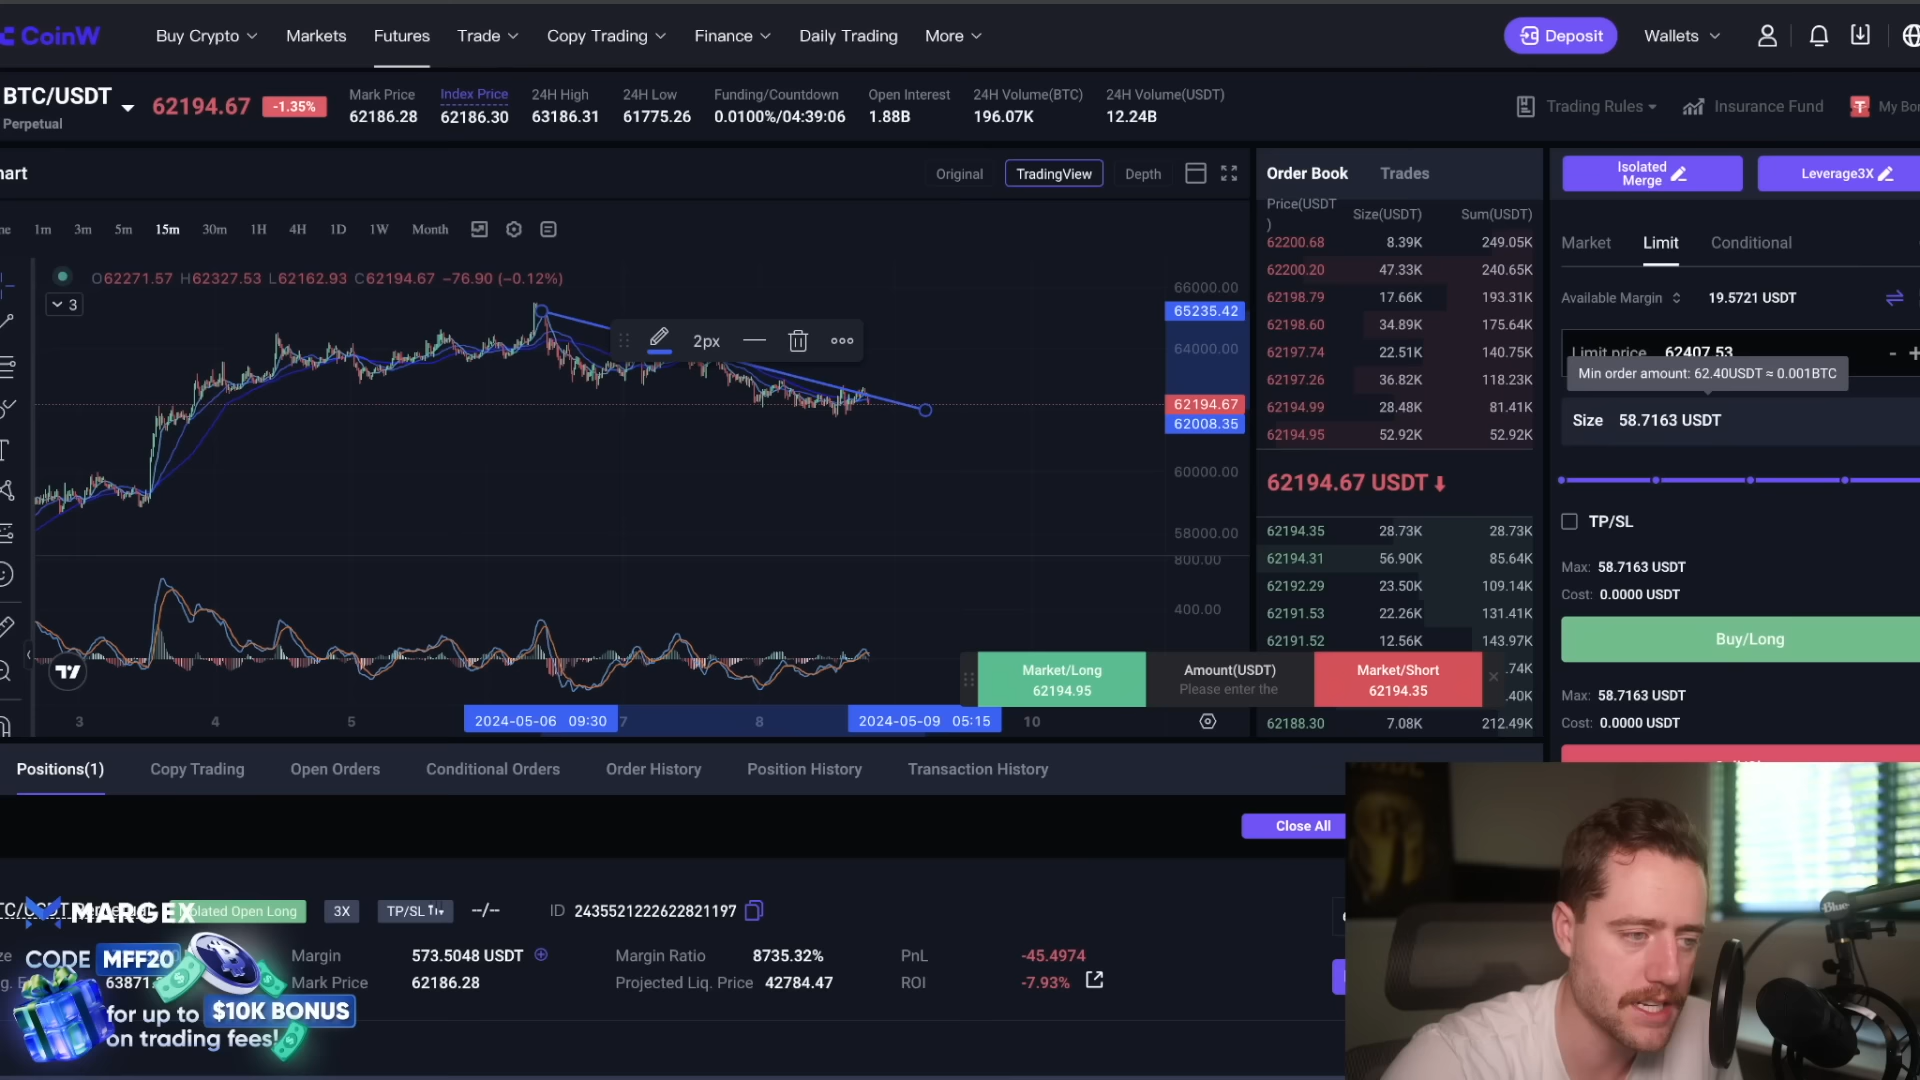 CoinW
Buy Crypto
Markets
Futures
Trade
Copy Trading
Finance
Daily Trading
More
Deposit
Wallets
BTC/USDT
Perpetual
62194.67
-1.35%
Mark Price
62186.28
Index Price
62186.30
24H High
63186.31
24H Low
61775.26
Funding/Countdown
0.0100%/04:39:06
Open Interest
1.88B
24H Volume(BTC)
196.07K
24H Volume(USDT)
12.24B
Trading Rules
Insurance Fund
T My Bo
hart
Original
TradingView
Depth
1m 3m 5m 15m 30m 1H 4H 1D 1W Month
O62271.57 H62327.53 L62162.93 C62194.67 −76.90 (−0.12%)
3
2px
66000.00
65235.42
64000.00
62194.67
62008.35
60000.00
58000.00
800.00
400.00
3
4
5
2024-05-06 09:30
7
8
2024-05-09 05:15
10
Order Book
Trades
Price(USDT
)
Size(USDT)
Sum(USDT)
62200.68 8.39K 249.05K
62200.20 47.33K 240.65K
62198.79 17.66K 193.31K
62198.60 34.89K 175.64K
62197.74 22.51K 140.75K
62197.26 36.82K 118.23K
62194.99 28.48K 81.41K
62194.95 52.92K 52.92K
62194.67 USDT
62194.35 28.73K 28.73K
62194.31 56.90K 85.64K
62192.29 23.50K 109.14K
62191.53 22.26K 131.41K
62191.52 12.56K 143.97K
.74K
.40K
62188.30 7.08K 212.49K
Market/Long
62194.95
Amount(USDT)
Please enter the
Market/Short
62194.35
Isolated
Merge
Leverage3X
Market
Limit
Conditional
Available Margin
19.5721 USDT
Limit price 62407.53
- +
Min order amount: 62.40USDT ≈ 0.001BTC
Size 58.7163 USDT
TP/SL
Max: 58.7163 USDT
Cost: 0.0000 USDT
Buy/Long
Max: 58.7163 USDT
Cost: 0.0000 USDT
Positions(1)
Copy Trading
Open Orders
Conditional Orders
Order History
Position History
Transaction History
Close All
olated Open Long
3X
TP/SL
--/--
ID 2435521222622821197
Margin
573.5048 USDT
Margin Ratio
8735.32%
PnL
-45.4974
63871.
Mark Price
62186.28
Projected Liq. Price
42784.47
ROI
-7.93%
MARGEX
CODE MFF20
for up to $10K BONUS
on trading fees!
Blue